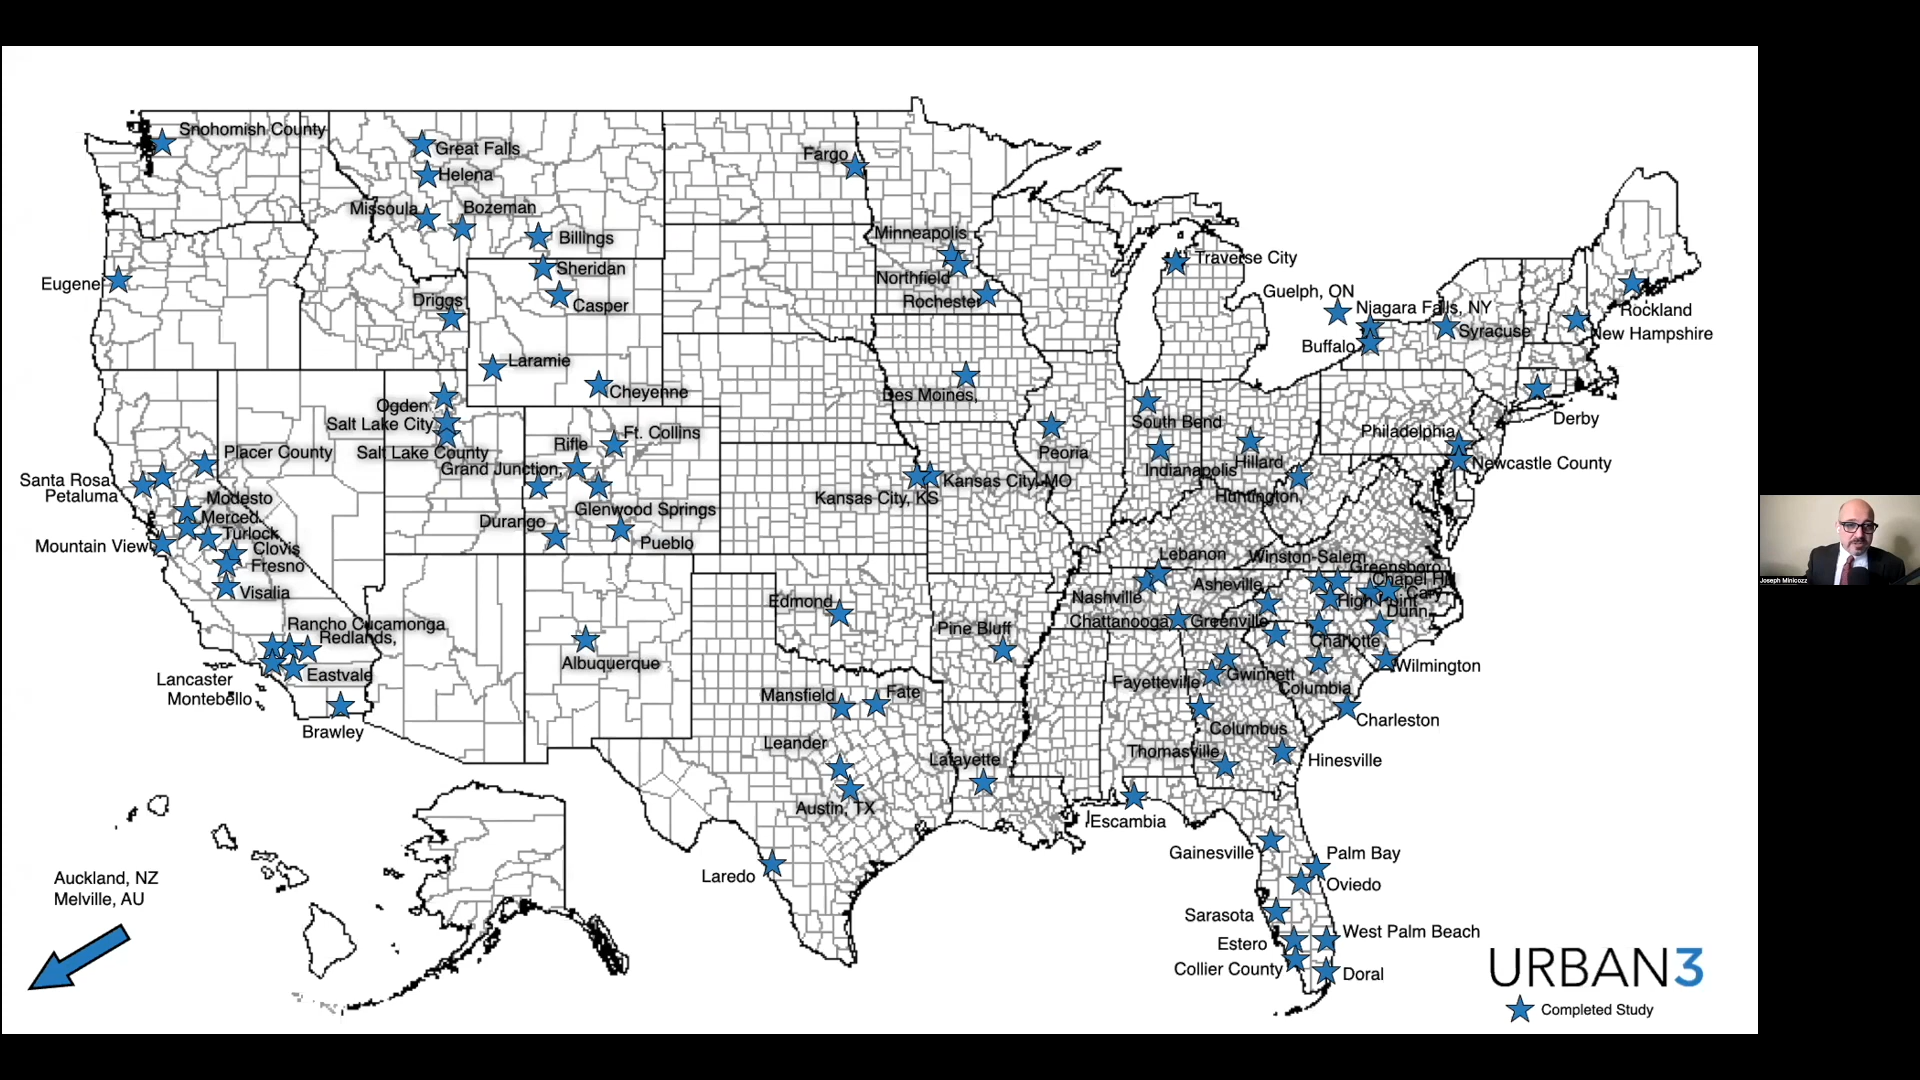 Snohomish County
Great Falls
Helena
Missoula
Bozeman
Billings
Sheridan
Casper
Eugene
Driggs
Laramie
Cheyenne
Fargo
Minneapolis
Northfield
Rochester
Traverse City
Guelph, ON
Niagara Falls, NY
Syracuse
Buffalo
Rockland
New Hampshire
Derby
Des Moines,
South Bend
Peoria
Indianapolis
Hillard
Huntington
Philadelphia
Newcastle County
Ogden
Salt Lake City
Salt Lake County
Rifle
Ft. Collins
Grand Junction,
Glenwood Springs
Durango
Pueblo
Kansas City, KS
Kansas City, MO
Placer County
Santa Rosa
Petaluma
Modesto
Merced
Turlock
Mountain View
Clovis
Fresno
Visalia
Rancho Cucamonga
Redlands,
Lancaster
Montebello
Eastvale
Brawley
Albuquerque
Edmond
Pine Bluff
Lebanon
Nashville
Chattanooga
Winston-Salem
Greensboro
Asheville
Chapel Hill
Cary
High Point
Dunn
Greenville
Charlotte
Wilmington
Fayetteville
Gwinnett
Columbia
Charleston
Mansfield
Fate
Leander
Austin, TX
Lafayette
Laredo
Columbus
Thomasville
Hinesville
Escambia
Gainesville
Palm Bay
Oviedo
Sarasota
West Palm Beach
Estero
Collier County
Doral
Auckland, NZ
Melville, AU
URBAN3
Completed Study
Joseph Minicozz